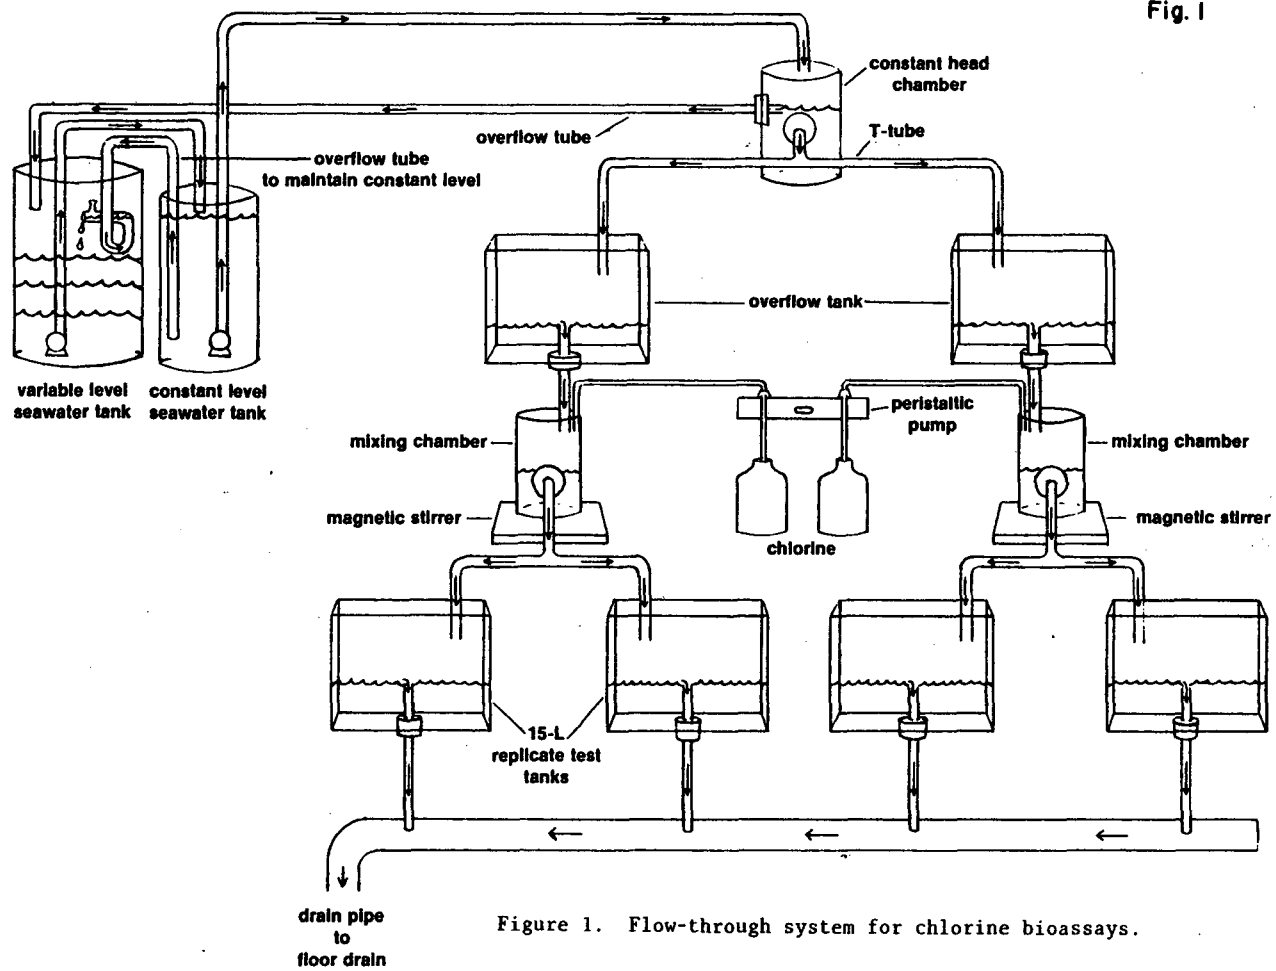 Fig. 1
constant head
chamber
overflow tube
T-tube
overflow tube
to maintain constant level
overflow tank
variable level
seawater tank
constant level
seawater tank
peristaltic
pump
mixing chamber
mixing chamber
magnetic stirrer
magnetic stirrer
chlorine
15-L
replicate test
tanks
drain pipe
to
floor drain
Figure 1. Flow-through system for chlorine bioassays.